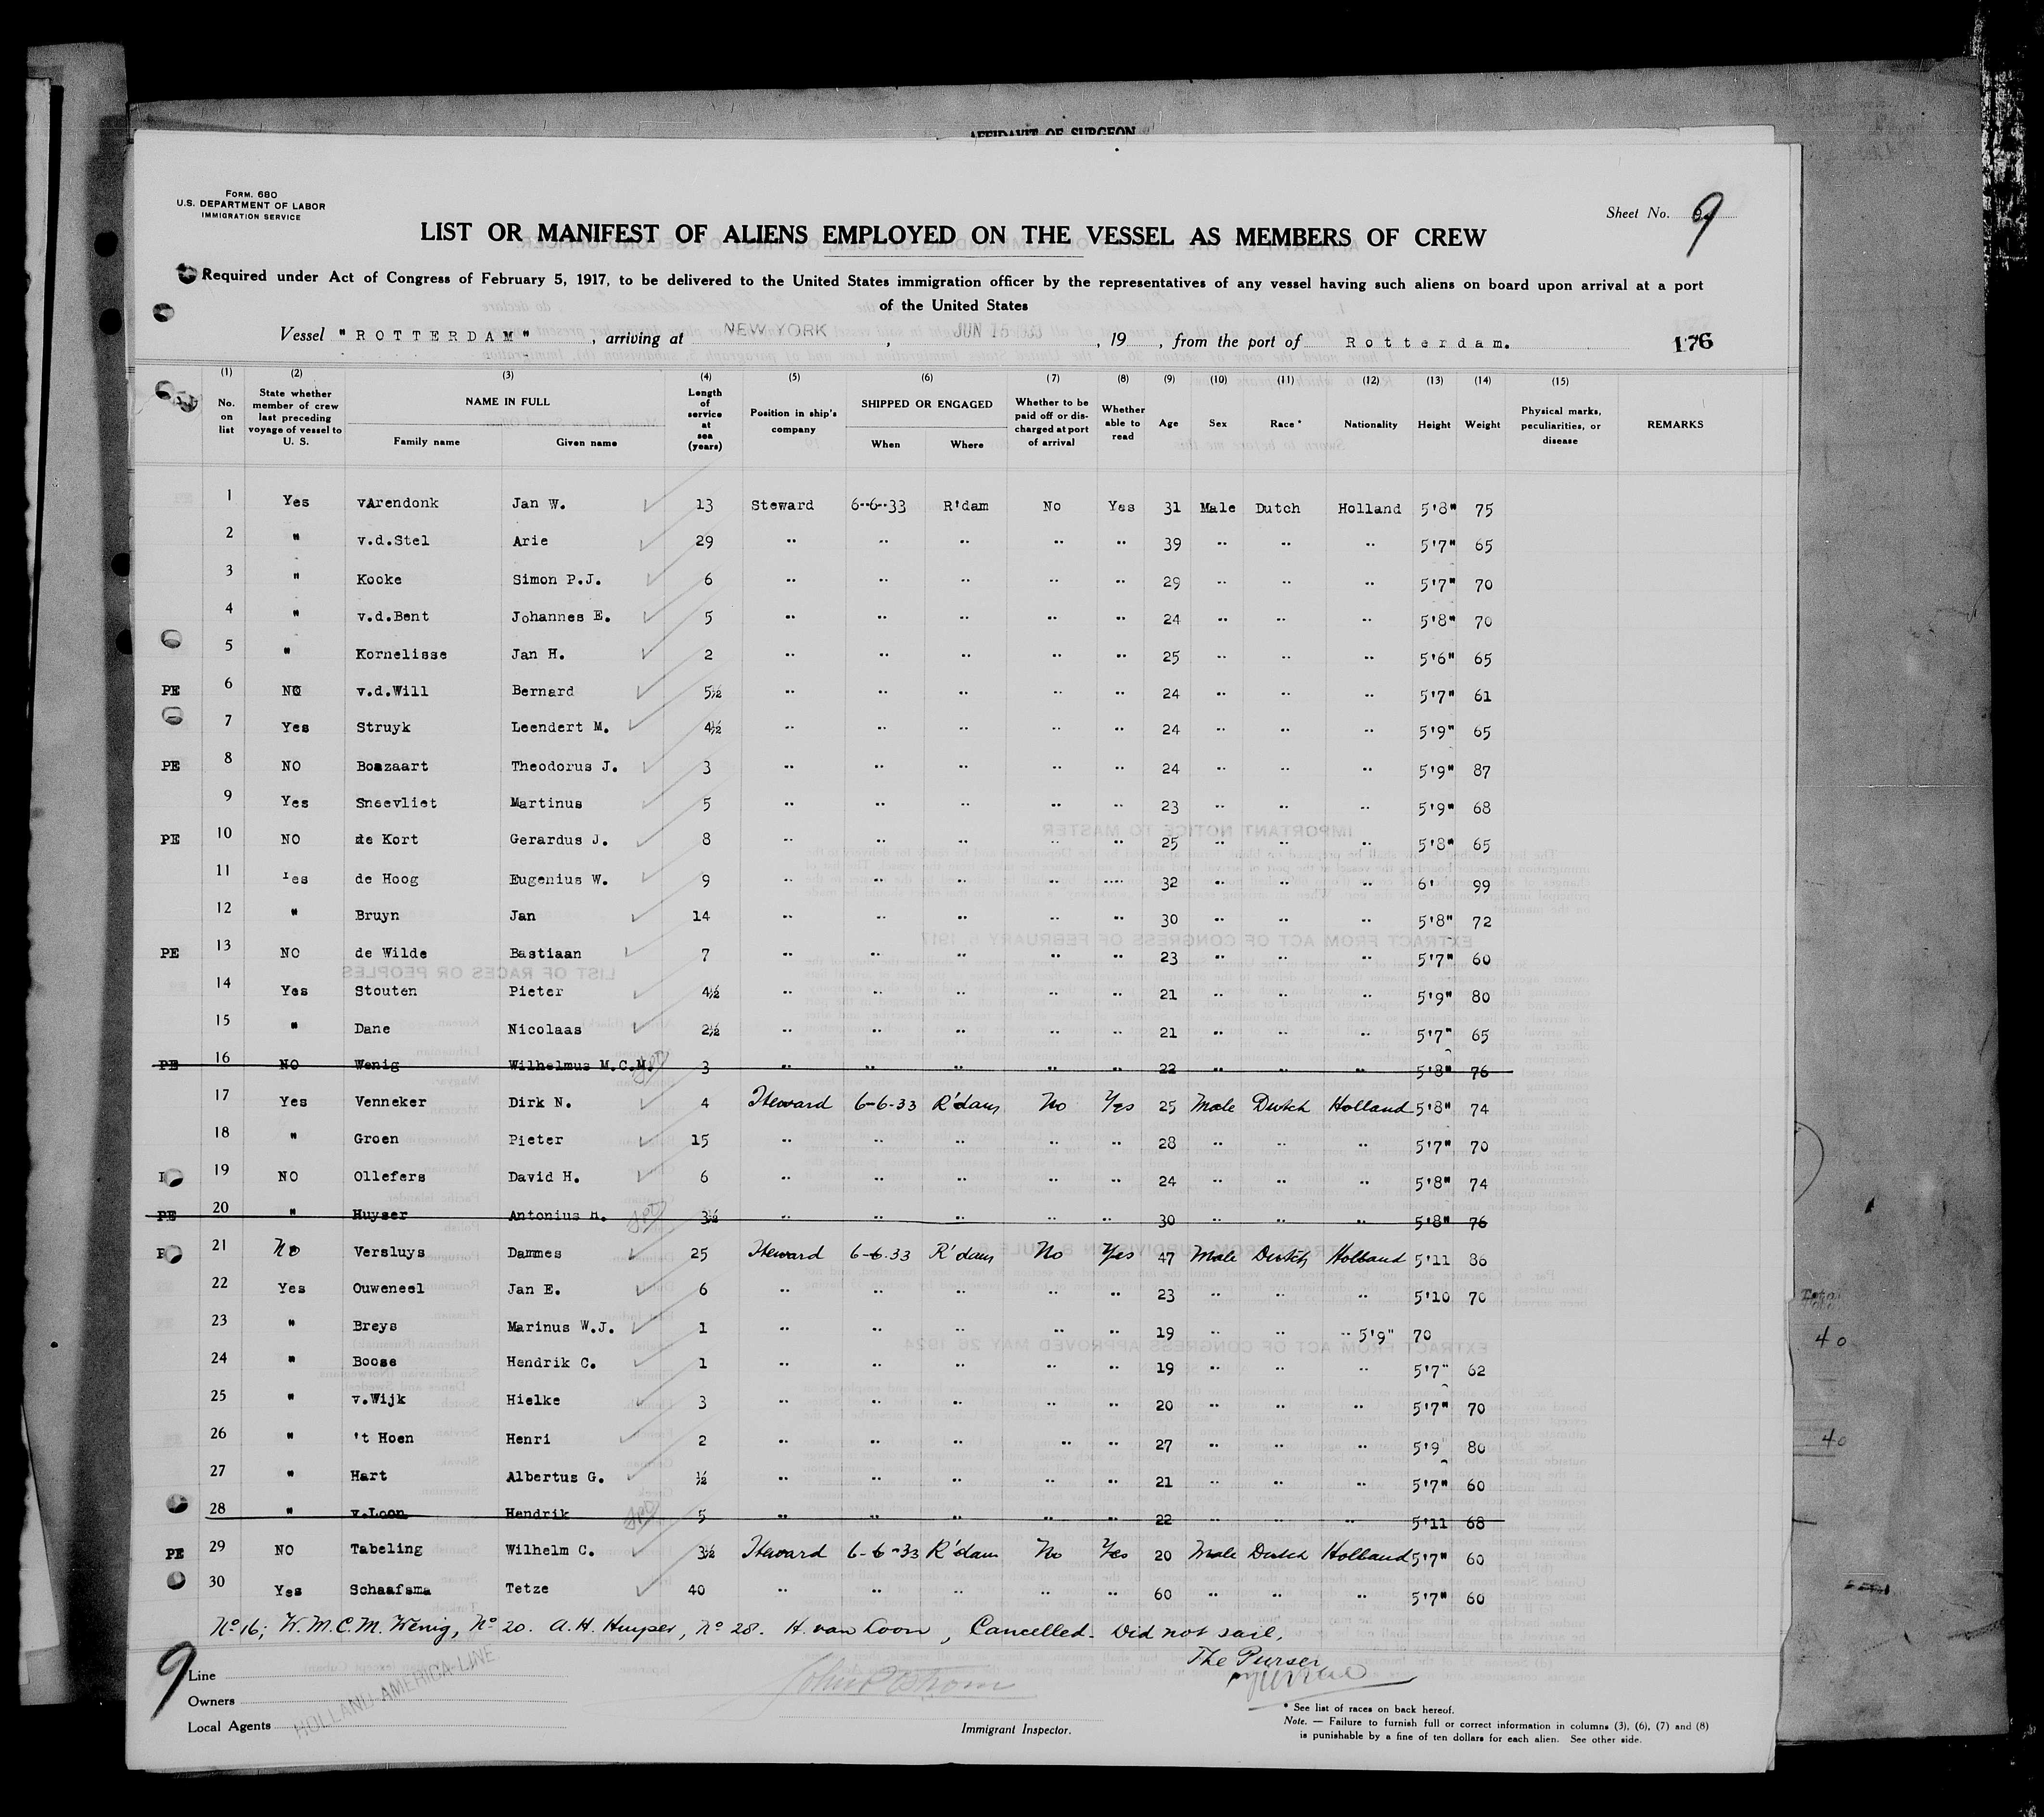 AFFIDAVIT OF SURGEON
FORM. 680
U.S. DEPARTMENT OF LABOR
IMMIGRATION SERVICE
Sheet No. 9
LIST OR MANIFEST OF ALIENS EMPLOYED ON THE VESSEL AS MEMBERS OF CREW
Required under Act of Congress of February 5, 1917, to be delivered to the United States immigration officer by the representatives of any vessel having such aliens on board upon arrival at a port
of the United States
Vessel "ROTTERDAM", arriving at NEW YORK, JUN 15 1933, 19 , from the port of Rotterdam. 176
(1) (2) (3) (4) (5) (6) (7) (8) (9) (10) (11) (12) (13) (14) (15)
No. on list State whether member of crew last preceding voyage of vessel to U. S. NAME IN FULL Family name Given name Length of service at sea (years) Position in ship's company SHIPPED OR ENGAGED When Where Whether to be paid off or discharged at port of arrival Whether able to read Age Sex Race * Nationality Height Weight Physical marks, peculiarities, or disease REMARKS
1 Yes vArendonk Jan W. 13 Steward 6-6-33 R'dam No Yes 31 Male Dutch Holland 5'8" 75
2 " v.d.Stel Arie 29 " " " " " 39 " " " 5'7" 65
3 " Kooke Simon P.J. 6 " " " " " 29 " " " 5'7" 70
4 " v.d.Bent Johannes E. 5 " " " " " 24 " " " 5'8" 70
5 " Kornelisse Jan H. 2 " " " " " 25 " " " 5'6" 65
PE 6 NO v.d.Will Bernard 5½ " " " " " 24 " " " 5'7" 61
7 Yes Struyk Leendert M. 4½ " " " " " 24 " " " 5'9" 65
PE 8 NO Boazaart Theodorus J. 3 " " " " " 24 " " " 5'9" 87
9 Yes Sneevliet Martinus 5 " " " " " 23 " " " 5'9" 68
PE 10 NO de Kort Gerardus J. 8 " " " " " 25 " " " 5'8" 65
11 Yes de Hoog Eugenius W. 9 " " " " " 32 " " " 6' 99
12 " Bruyn Jan 14 " " " " " 30 " " " 5'8" 72
PE 13 NO de Wilde Bastiaan 7 " " " " " 23 " " " 5'7" 60
14 Yes Stouten Pieter 4½ " " " " " 21 " " " 5'9" 80
15 " Dane Nicolaas 2½ " " " " " 21 " " " 5'7" 65
PE 16 NO Wenig Wilhelmus M.C.M. 3 " " " " " 22 " " " 5'8" 76
17 Yes Venneker Dirk N. 4 Steward 6-6-33 R'dam No Yes 25 Male Dutch Holland 5'8" 74
18 " Groen Pieter 15 " " " " " 28 " " " 5'7" 70
19 NO Ollefers David H. 6 " " " " " 24 " " " 5'8" 74
PE 20 " Huyser Antonius H. 3½ " " " " " 30 " " " 5'8" 76
21 No Versluys Dammes 25 Steward 6-6-33 R'dam No Yes 47 Male Dutch Holland 5'11 86
22 Yes Ouweneel Jan E. 6 " " " " " 23 " " " 5'10 70
23 " Breys Marinus W.J. 1 " " " " " 19 " " " 5'9" 70
24 " Boose Hendrik C. 1 " " " " " 19 " " " 5'7" 62
25 " v.Wijk Hielke 3 " " " " " 20 " " " 5'7" 70
26 " 't Hoen Henri 2 " " " " " 27 " " " 5'9 80
27 " Hart Albertus G. ½ " " " " " 21 " " " 5'7" 60
28 " v.Loon Hendrik 5 " " " " " 22 " " " 5'11 68
PE 29 NO Tabeling Wilhelm C. 3½ Steward 6-6-33 R'dam No Yes 20 Male Dutch Holland 5'7" 60
30 Yes Schaafsma Tetze 40 " " " " " 60 " " " 5'7" 60
No 16; W.M.C.M. Wenig, No 20. A.H. Huyser, No 28. H. van Loon, Cancelled. Did not sail.
The Purser
9
Line
Owners
Local Agents
HOLLAND-AMERICA-LINE
Immigrant Inspector.
* See list of races on back hereof.
Note. — Failure to furnish full or correct information in columns (3), (6), (7) and (8)
is punishable by a fine of ten dollars for each alien. See other side.
40
40